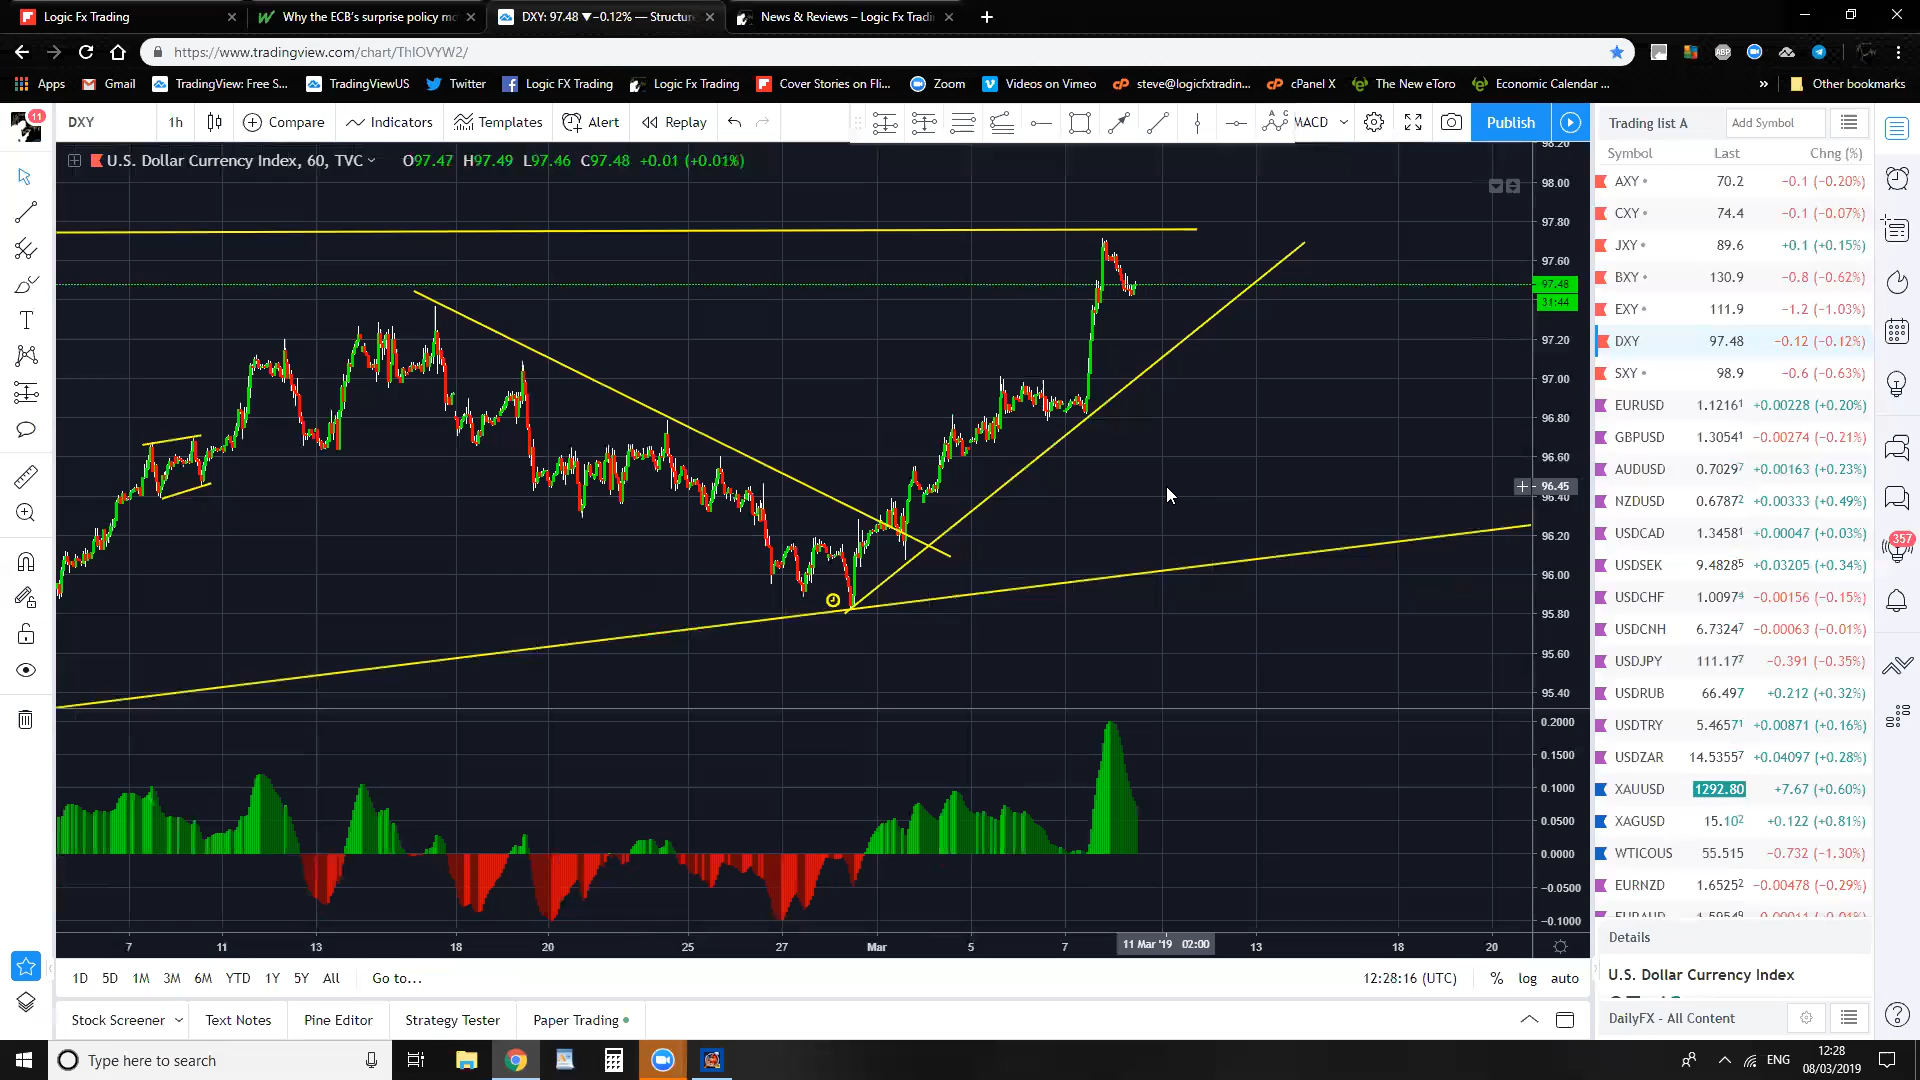 Logic Fx Trading
Why the ECB's surprise policy mo
DXY: 97.48 ▼−0.12% — Structur
News & Reviews – Logic Fx Tradi
https://www.tradingview.com/chart/ThIOVYW2/
Apps Gmail TradingView: Free S... TradingViewUS Twitter Logic FX Trading Logic Fx Trading Cover Stories on Fli... Zoom Videos on Vimeo steve@logicfxtradin... cPanel X The New eToro Economic Calendar ... » Other bookmarks
11
DXY 1h Compare Indicators Templates Alert Replay MACD Publish
U.S. Dollar Currency Index, 60, TVC O97.47 H97.49 L97.46 C97.48 +0.01 (+0.01%)
98.20
98.00
97.80
97.60
97.48
31:44
97.20
97.00
96.80
96.60
96.45
96.40
96.20
96.00
95.80
95.60
95.40
0.2000
0.1500
0.1000
0.0500
0.0000
-0.0500
-0.1000
7 11 13 18 20 25 27 Mar 5 7 11 Mar '19 02:00 13 18 20
1D 5D 1M 3M 6M YTD 1Y 5Y All Go to... 12:28:16 (UTC) % log auto
Stock Screener Text Notes Pine Editor Strategy Tester Paper Trading
Trading list A Add Symbol
Symbol Last Chng (%)
AXY 70.2 −0.1 (−0.20%)
CXY 74.4 −0.1 (−0.07%)
JXY 89.6 +0.1 (+0.15%)
BXY 130.9 −0.8 (−0.62%)
EXY 111.9 −1.2 (−1.03%)
DXY 97.48 −0.12 (−0.12%)
SXY 98.9 −0.6 (−0.63%)
EURUSD 1.12161 +0.00228 (+0.20%)
GBPUSD 1.30541 −0.00274 (−0.21%)
AUDUSD 0.70297 +0.00163 (+0.23%)
NZDUSD 0.67872 +0.00333 (+0.49%)
USDCAD 1.34581 +0.00047 (+0.03%)
USDSEK 9.48285 +0.03205 (+0.34%)
USDCHF 1.00974 −0.00156 (−0.15%)
USDCNH 6.73247 −0.00063 (−0.01%)
USDJPY 111.177 −0.391 (−0.35%)
USDRUB 66.497 +0.212 (+0.32%)
USDTRY 5.46571 +0.00871 (+0.16%)
USDZAR 14.53557 +0.04097 (+0.28%)
XAUUSD 1292.80 +7.67 (+0.60%)
XAGUSD 15.102 +0.122 (+0.81%)
WTICOUS 55.515 −0.732 (−1.30%)
EURNZD 1.65252 −0.00478 (−0.29%)
357
Details
U.S. Dollar Currency Index
DailyFX - All Content
Type here to search
ENG
12:28
08/03/2019